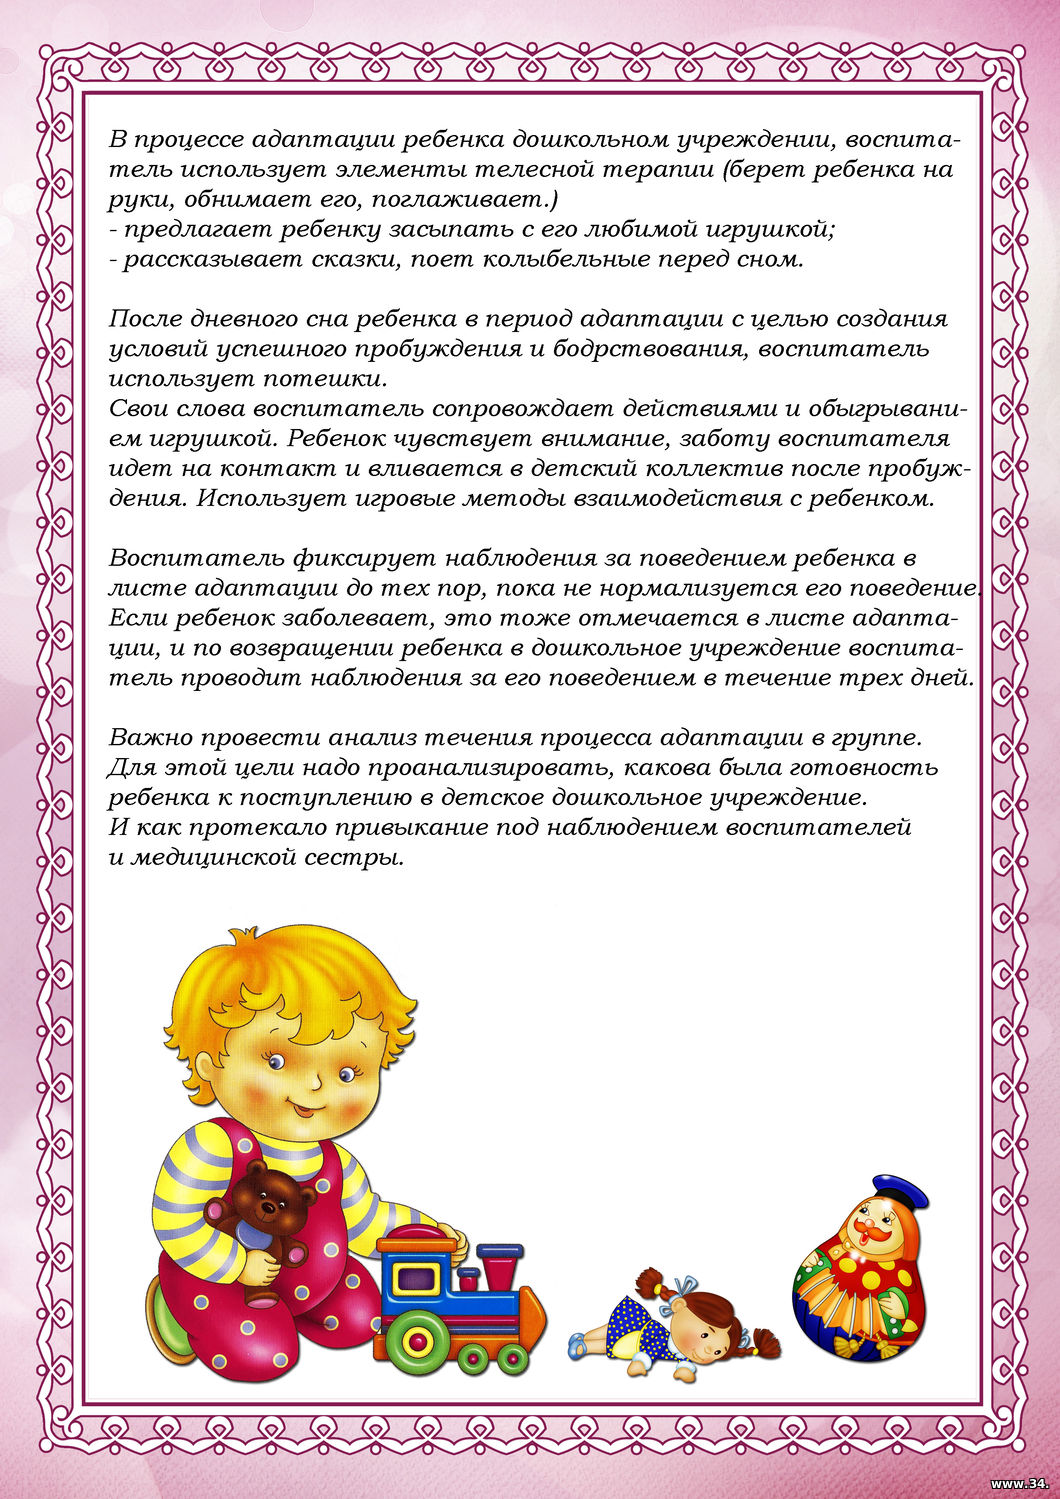 В процессе адаптации ребенка дошкольном учреждении, воспита-
тель использует элементы телесной терапии (берет ребенка на
руки, обнимает его, поглаживает.)
- предлагает ребенку засыпать с его любимой игрушкой;
- рассказывает сказки, поет колыбельные перед сном.
После дневного сна ребенка в период адаптации с целью создания
условий успешного пробуждения и бодрствования, воспитатель
использует потешки.
Свои слова воспитатель сопровождает действиями и обыгрывани-
ем игрушкой. Ребенок чувствует внимание, заботу воспитателя
идет на контакт и вливается в детский коллектив после пробуж-
дения. Использует игровые методы взаимодействия с ребенком.
Воспитатель фиксирует наблюдения за поведением ребенка в
листе адаптации до тех пор, пока не нормализуется его поведение.
Если ребенок заболевает, это тоже отмечается в листе адапта-
ции, и по возвращении ребенка в дошкольное учреждение воспита-
тель проводит наблюдения за его поведением в течение трех дней.
Важно провести анализ течения процесса адаптации в группе.
Для этой цели надо проанализировать, какова была готовность
ребенка к поступлению в детское дошкольное учреждение.
И как протекало привыкание под наблюдением воспитателей
и медицинской сестры.
www.34.